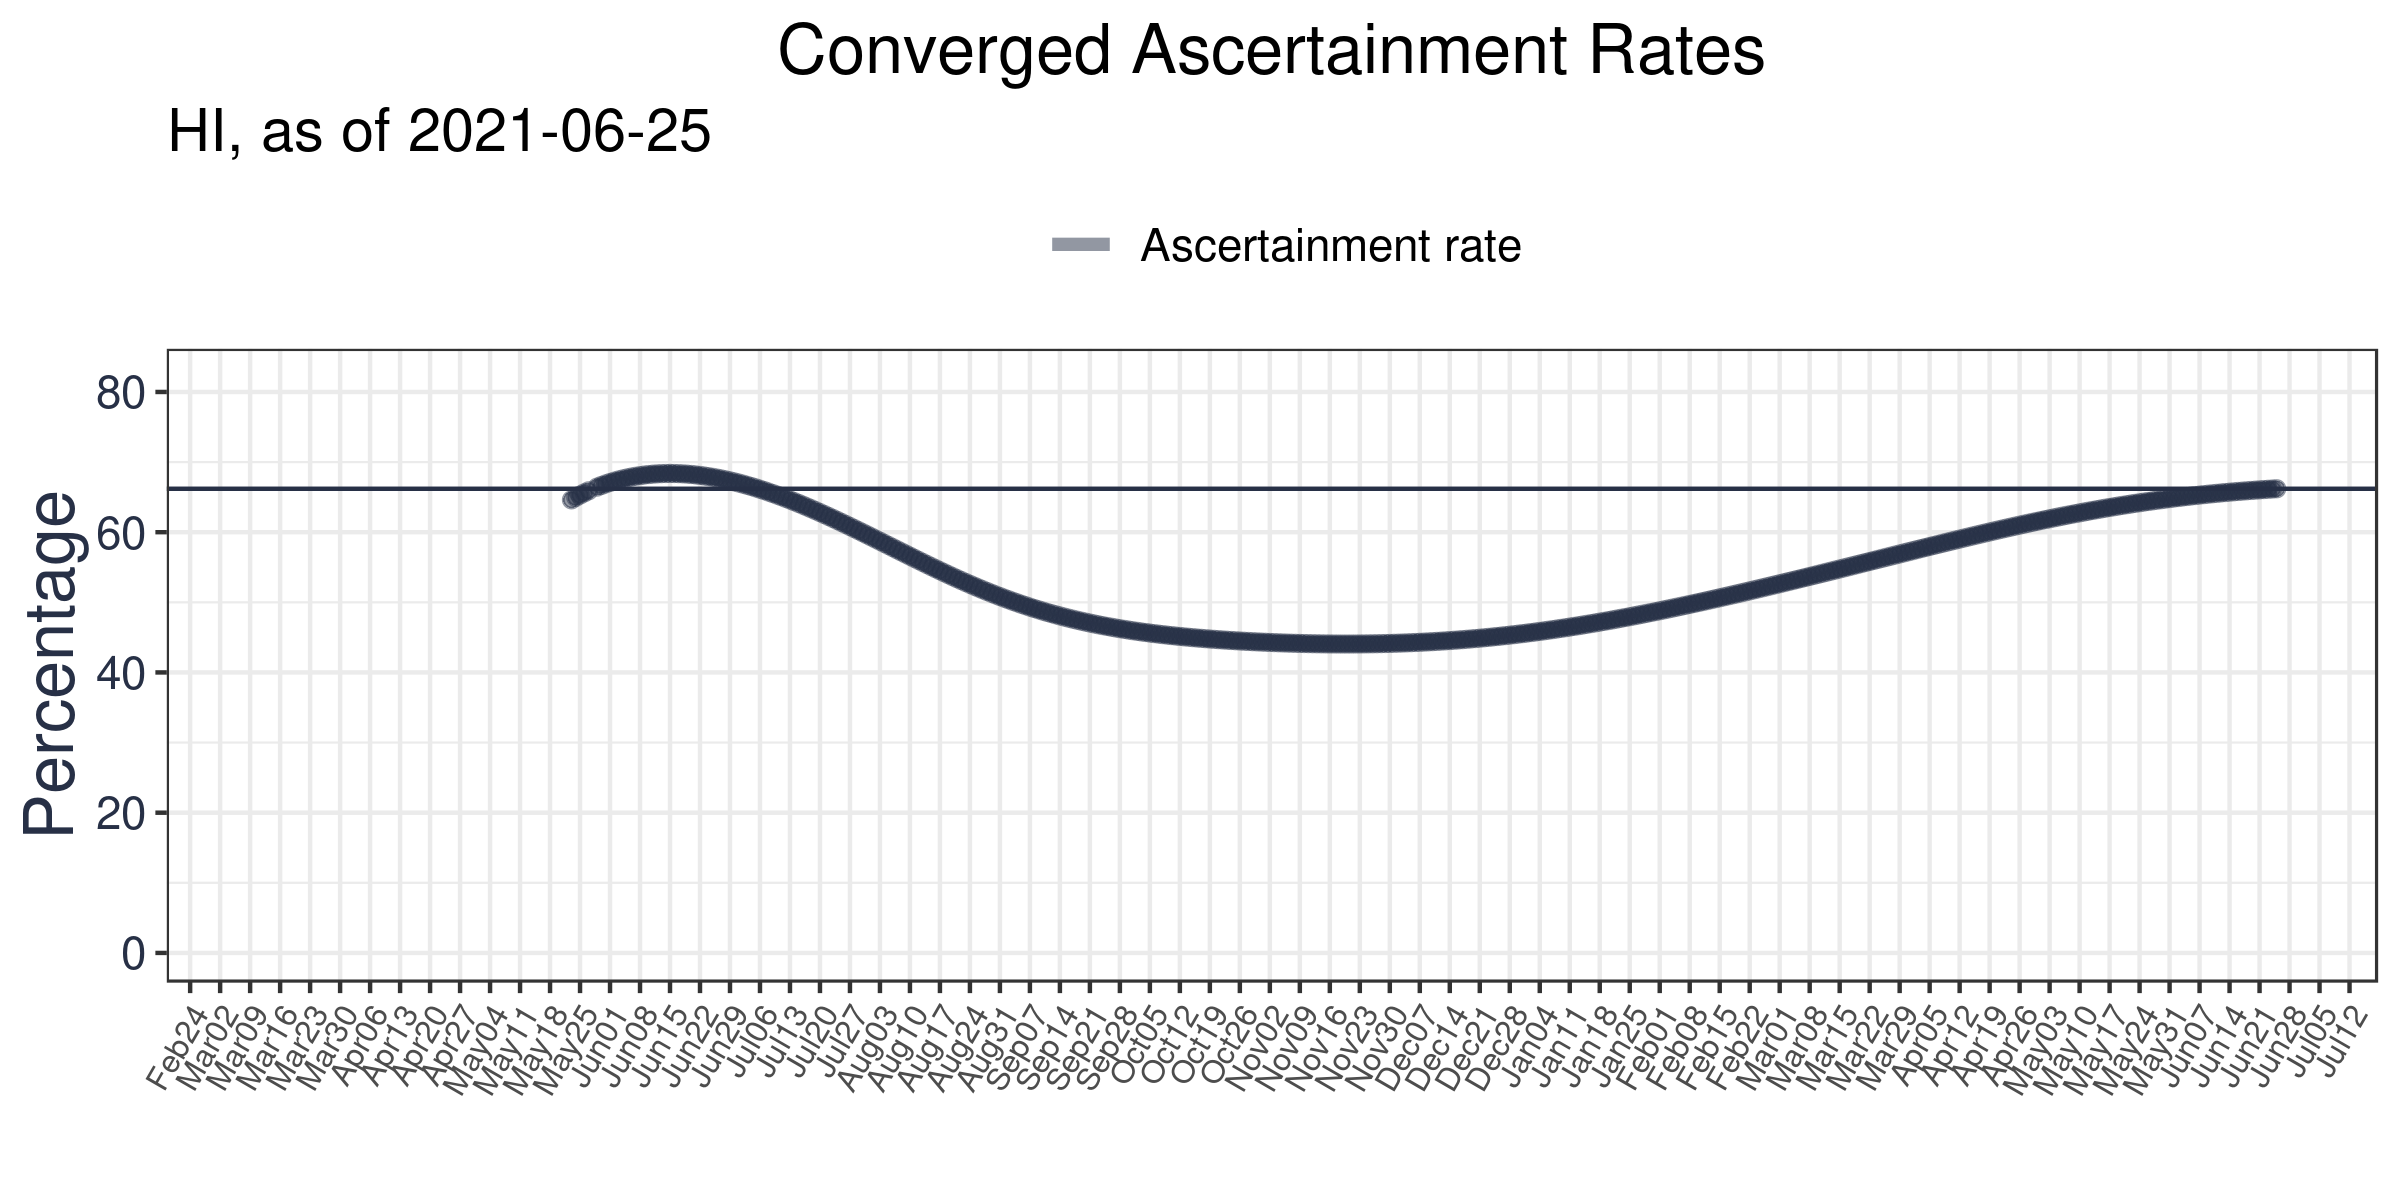 Converged Ascertainment Rates
HI, as of 2021-06-25
Ascertainment rate
Percentage
80
60
40
20
0
Feb24 Mar02 Mar09 Mar16 Mar23 Mar30 Apr06 Apr13 Apr20 Apr27 May04 May11 May18 May25 Jun01 Jun08 Jun15 Jun22 Jun29 Jul06 Jul13 Jul20 Jul27 Aug03 Aug10 Aug17 Aug24 Aug31 Sep07 Sep14 Sep21 Sep28 Oct05 Oct12 Oct19 Oct26 Nov02 Nov09 Nov16 Nov23 Nov30 Dec07 Dec14 Dec21 Dec28 Jan04 Jan11 Jan18 Jan25 Feb01 Feb08 Feb15 Feb22 Mar01 Mar08 Mar15 Mar22 Mar29 Apr05 Apr12 Apr19 Apr26 May03 May10 May17 May24 May31 Jun07 Jun14 Jun21 Jun28 Jul05 Jul12